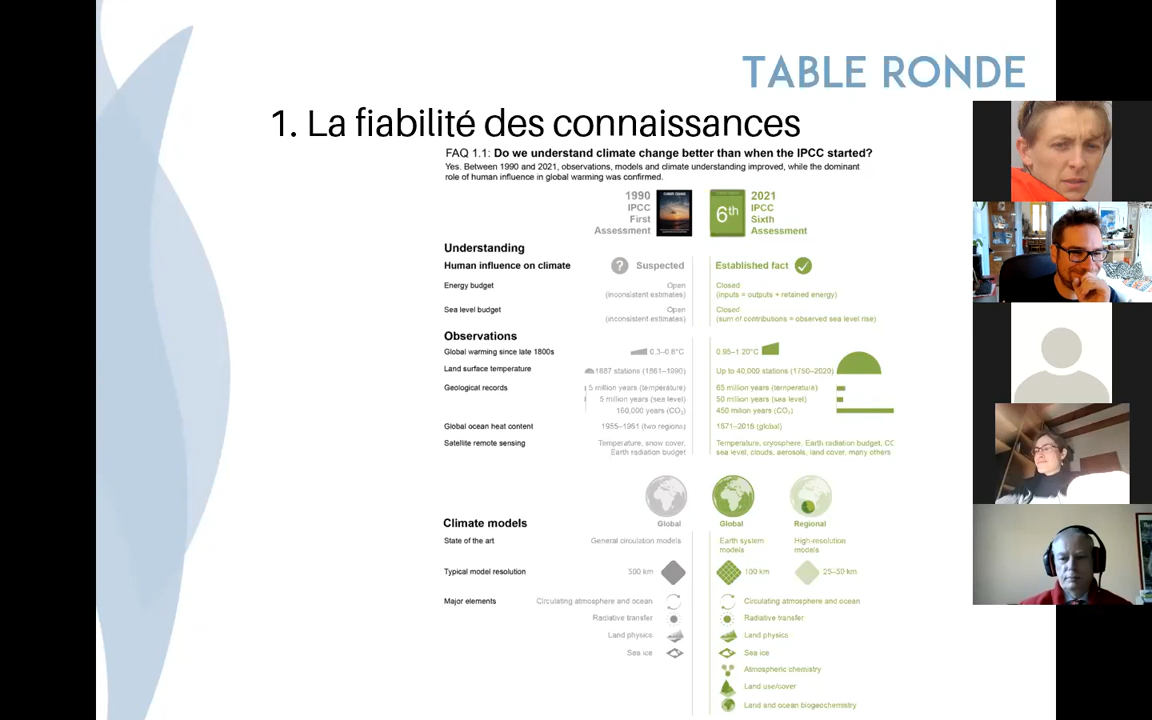 TABLE RONDE
1. La fiabilité des connaissances
FAQ 1.1: Do we understand climate change better than when the IPCC started?
Yes. Between 1990 and 2021, observations, models and climate understanding improved, while the dominant
role of human influence in global warming was confirmed.
1990
IPCC
First
Assessment
6th
2021
IPCC
Sixth
Assessment
Understanding
Human influence on climate
? Suspected
Established fact
Energy budget
Open
(inconsistent estimates)
Closed
(inputs = outputs + retained energy)
Sea level budget
Open
(inconsistent estimates)
Closed
(sum of contributions = observed sea level rise)
Observations
Global warming since late 1800s
0.3–0.6°C
0.95–1.20°C
Land surface temperature
1887 stations (1861–1990)
Up to 40,000 stations (1750–2020)
Geological records
5 million years (temperature)
65 million years (temperature)
5 million years (sea level)
50 million years (sea level)
160,000 years (CO₂)
450 million years (CO₂)
Global ocean heat content
1955–1981 (two regions)
1871–2018 (global)
Satellite remote sensing
Temperature, snow cover,
Earth radiation budget
Temperature, cryosphere, Earth radiation budget, CC
sea level, clouds, aerosols, land cover, many others
Climate models
Global
Global
Regional
State of the art
General circulation models
Earth system
models
High-resolution
models
Typical model resolution
500 km
100 km
25–50 km
Major elements
Circulating atmosphere and ocean
Circulating atmosphere and ocean
Radiative transfer
Radiative transfer
Land physics
Land physics
Sea ice
Sea ice
Atmospheric chemistry
Land use/cover
Land and ocean biogeochemistry